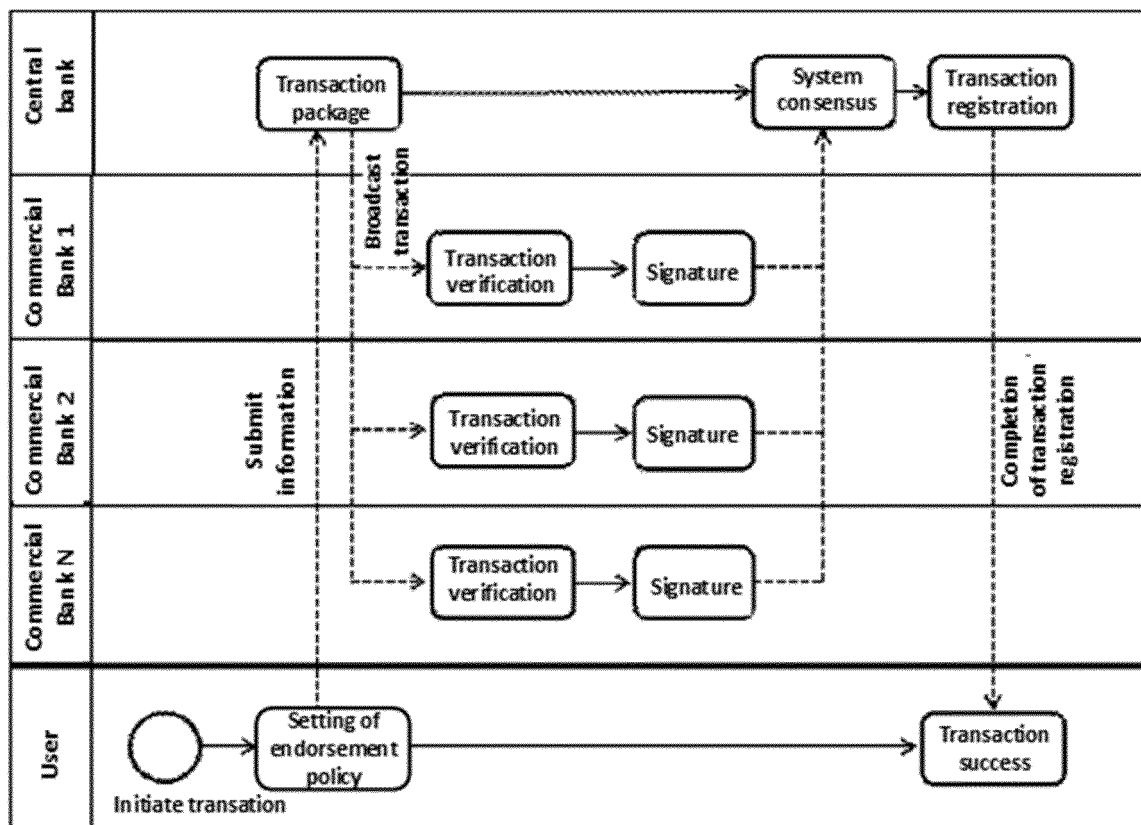 Central
bank
Transaction
package
System
consensus
Transaction
registration
Broadcast
transaction
Commercial
Bank 1
Transaction
verification
Signature
Commercial
Bank 2
Transaction
verification
Signature
Submit
information
Completion
of transaction
registration
Commercial
Bank N
Transaction
verification
Signature
User
Initiate transation
Setting of
endorsement
policy
Transaction
success